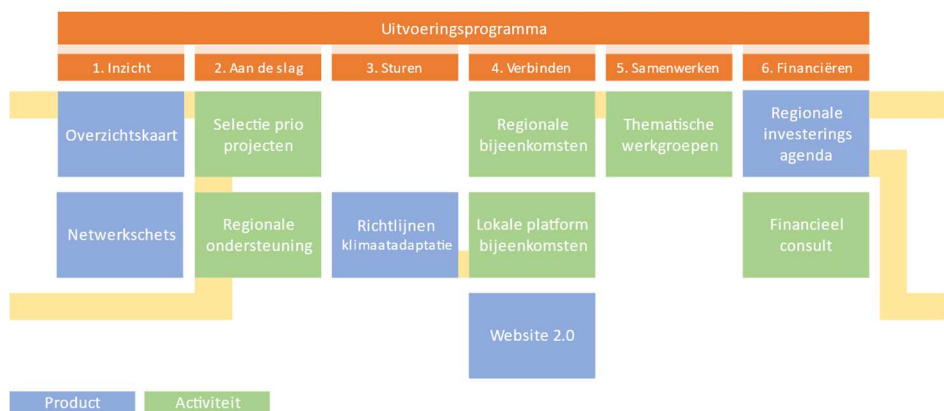 Uitvoeringsprogramma
1. Inzicht
2. Aan de slag
3. Sturen
4. Verbinden
5. Samenwerken
6. Financiëren
Overzichtskaart
Selectie prio
projecten
Regionale
bijeenkomsten
Thematische
werkgroepen
Regionale
investerings
agenda
Netwerkschets
Regionale
ondersteuning
Richtlijnen
klimaatadaptatie
Lokale platform
bijeenkomsten
Financieel
consult
Website 2.0
Product
Activiteit